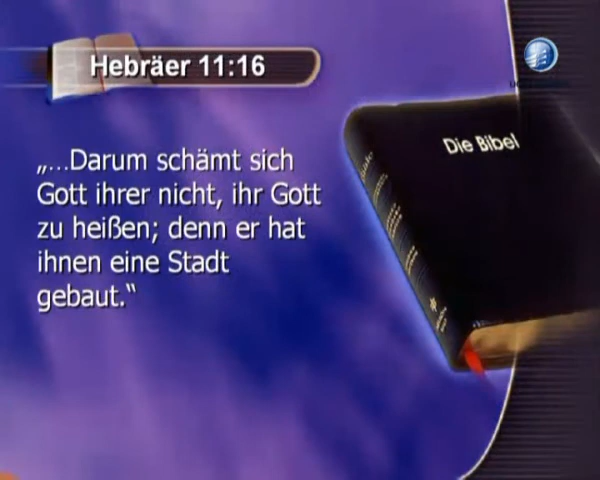 Hebräer 11:16
„...Darum schämt sich
Gott ihrer nicht, ihr Gott
zu heißen; denn er hat
ihnen eine Stadt
gebaut.“
Die Bibel